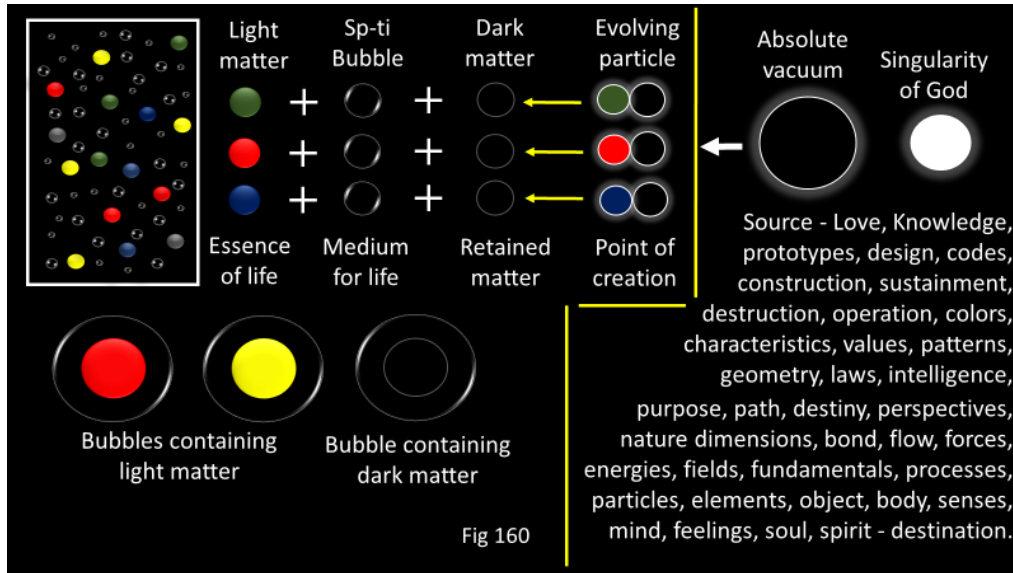 Light
matter
Sp-ti
Bubble
Dark
matter
Evolving
particle
Absolute
vacuum
Singularity
of God
Essence
of life
Medium
for life
Retained
matter
Point of
creation
Source - Love, Knowledge,
prototypes, design, codes,
construction, sustainment,
destruction, operation, colors,
characteristics, values, patterns,
geometry, laws, intelligence,
purpose, path, destiny, perspectives,
nature dimensions, bond, flow, forces,
energies, fields, fundamentals, processes,
particles, elements, object, body, senses,
mind, feelings, soul, spirit - destination.
Bubbles containing
light matter
Bubble containing
dark matter
Fig 160